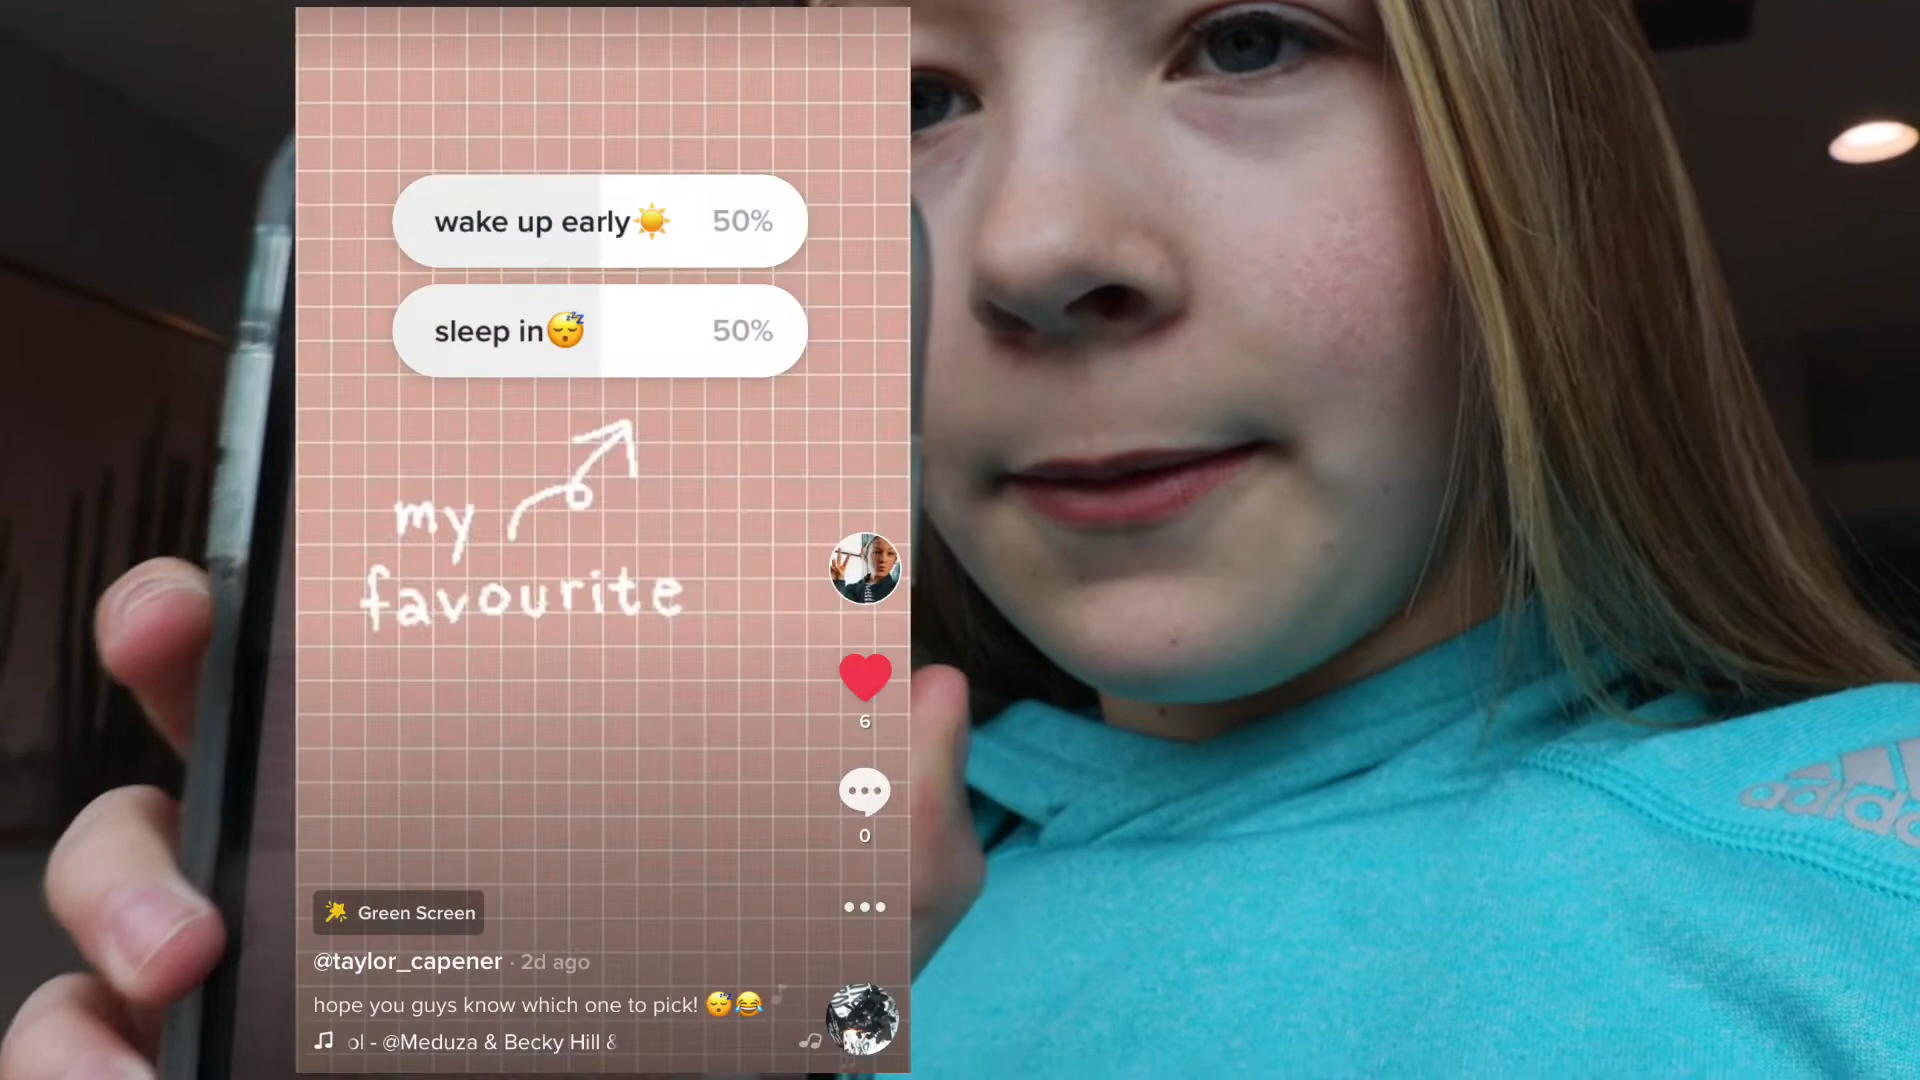 wake up early☀️ 50%
sleep in😴 50%
my
favourite
6
0
Green Screen
@taylor_capener · 2d ago
hope you guys know which one to pick! 😴😂
ol - @Meduza & Becky Hill &
adidas